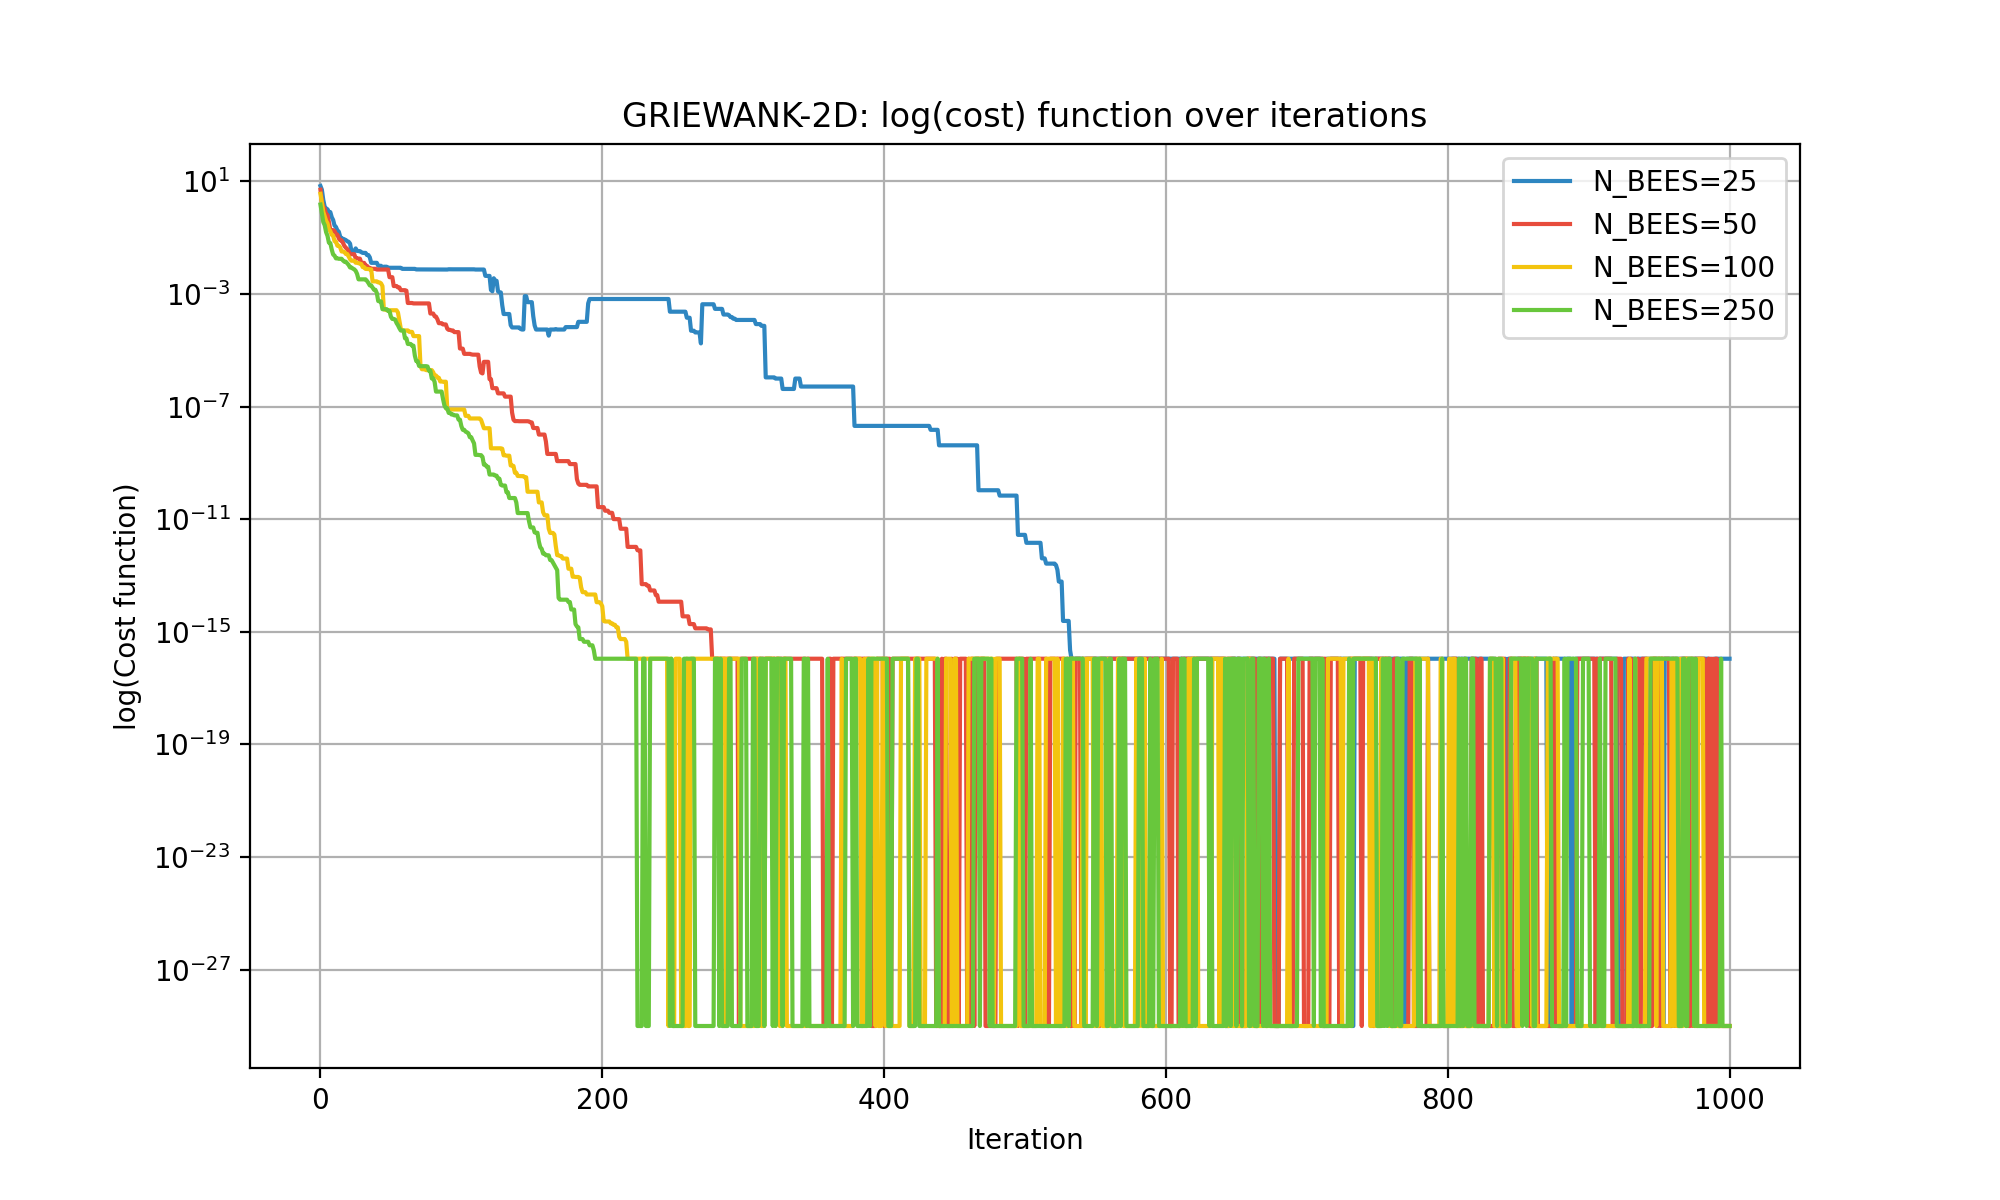 GRIEWANK-2D: log(cost) function over iterations
N_BEES=25
N_BEES=50
N_BEES=100
N_BEES=250
log(Cost function)
10¹
10⁻³
10⁻⁷
10⁻¹¹
10⁻¹⁵
10⁻¹⁹
10⁻²³
10⁻²⁷
0 200 400 600 800 1000
Iteration